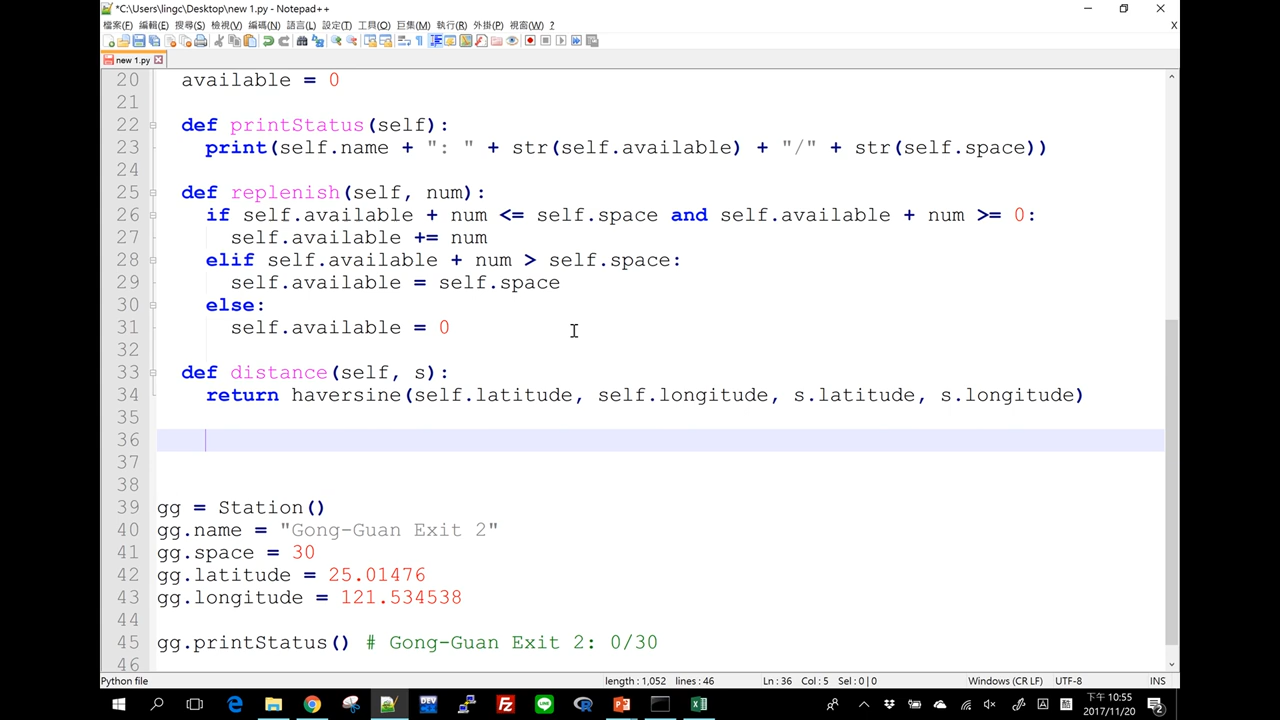 *C:\Users\lingc\Desktop\new 1.py - Notepad++
檔案(F) 編輯(E) 搜尋(S) 檢視(V) 編碼(N) 語言(L) 設定(T) 工具(O) 巨集(M) 執行(R) 外掛(P) 視窗(W) ? X
new 1.py
20 available = 0
21
22 def printStatus(self):
23 print(self.name + ": " + str(self.available) + "/" + str(self.space))
24
25 def replenish(self, num):
26 if self.available + num <= self.space and self.available + num >= 0:
27 self.available += num
28 elif self.available + num > self.space:
29 self.available = self.space
30 else:
31 self.available = 0
32
33 def distance(self, s):
34 return haversine(self.latitude, self.longitude, s.latitude, s.longitude)
35
36
37
38
39 gg = Station()
40 gg.name = "Gong-Guan Exit 2"
41 gg.space = 30
42 gg.latitude = 25.01476
43 gg.longitude = 121.534538
44
45 gg.printStatus() # Gong-Guan Exit 2: 0/30
46
Python file length : 1,052 lines : 46 Ln : 36 Col : 5 Sel : 0 | 0 Windows (CR LF) UTF-8 INS
下午 10:55
2017/11/20